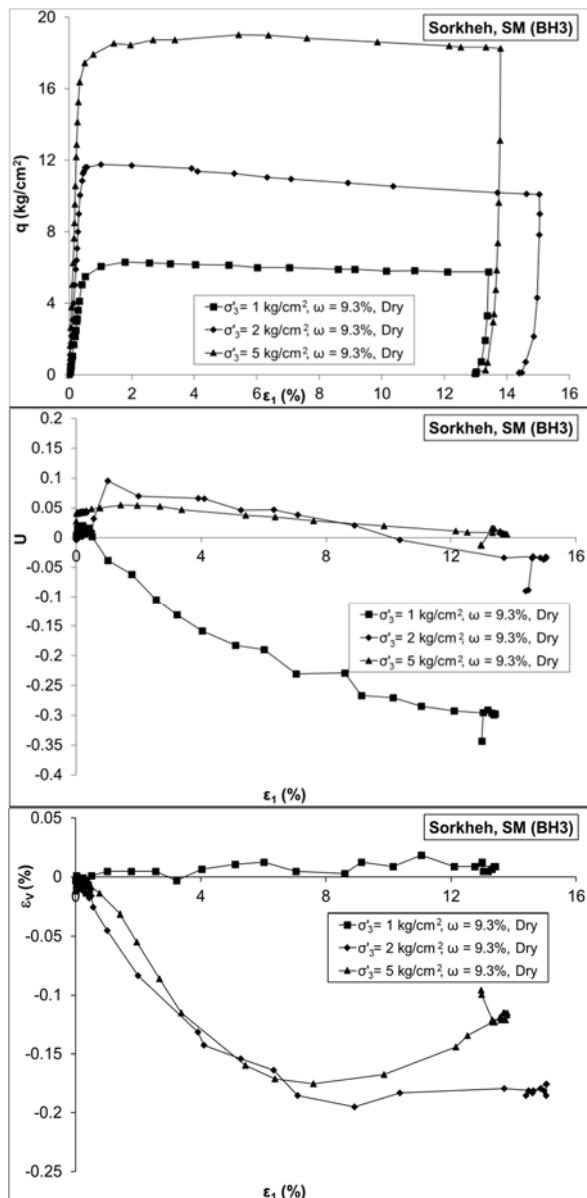 Sorkheh, SM (BH3)
20
16
12
8
4
0
q (kg/cm²)
σ'₃= 1 kg/cm², ω = 9.3%, Dry
σ'₃= 2 kg/cm², ω = 9.3%, Dry
σ'₃= 5 kg/cm², ω = 9.3%, Dry
0 2 4 6 8 10 12 14 16
ε₁ (%)
Sorkheh, SM (BH3)
0.2
0.15
0.1
0.05
0
-0.05
-0.1
-0.15
-0.2
-0.25
-0.3
-0.35
-0.4
U
0 4 8 12 16
σ'₃= 1 kg/cm², ω = 9.3%, Dry
σ'₃= 2 kg/cm², ω = 9.3%, Dry
σ'₃= 5 kg/cm², ω = 9.3%, Dry
ε₁ (%)
Sorkheh, SM (BH3)
0.05
0
-0.05
-0.1
-0.15
-0.2
-0.25
εᵥ (%)
0 4 8 12 16
σ'₃= 1 kg/cm², ω = 9.3%, Dry
σ'₃= 2 kg/cm², ω = 9.3%, Dry
σ'₃= 5 kg/cm², ω = 9.3%, Dry
ε₁ (%)